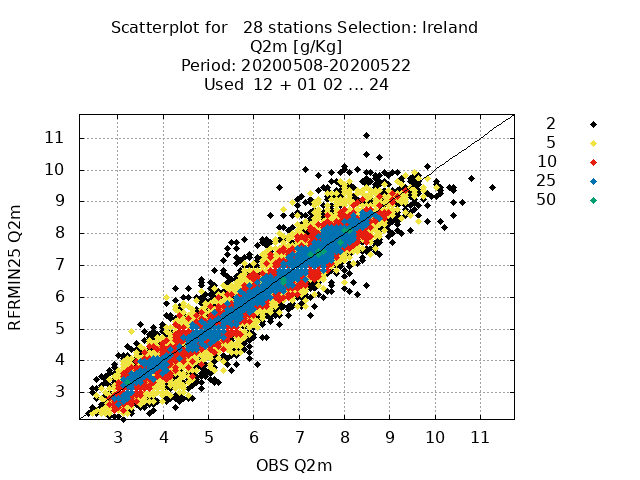 Scatterplot for 28 stations Selection: Ireland
Q2m [g/Kg]
Period: 20200508-20200522
Used 12 + 01 02 ... 24
RFRMIN25 Q2m
11
10
9
8
7
6
5
4
3
3 4 5 6 7 8 9 10 11
OBS Q2m
2
5
10
25
50